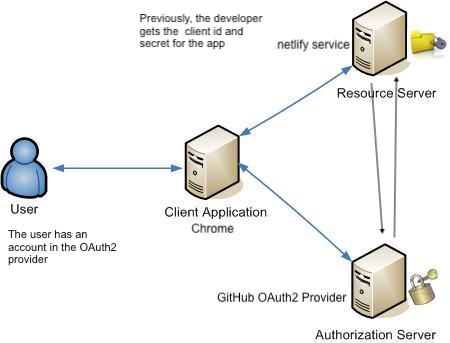 Previously, the developer
gets the client id and
secret for the app
netlify service
Resource Server
User
The user has an
account in the OAuth2
provider
Client Application
Chrome
GitHub OAuth2 Provider
Authorization Server